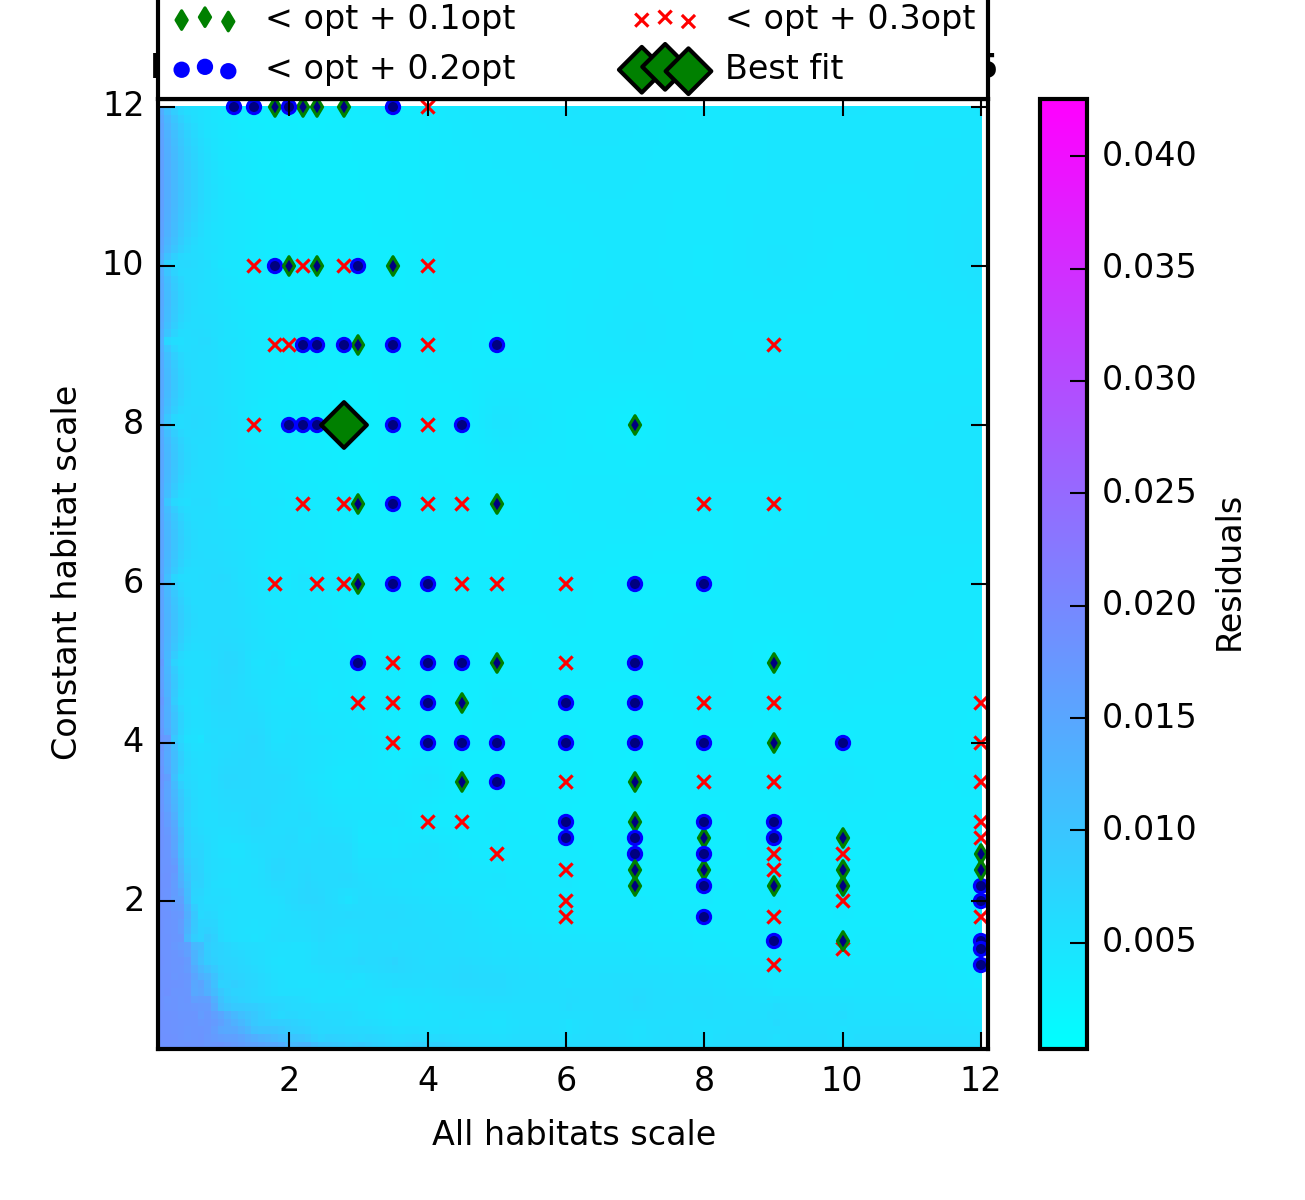 < opt + 0.1opt
< opt + 0.3opt
< opt + 0.2opt
Best fit
12
10
8
6
4
2
Constant habitat scale
2 4 6 8 10 12
All habitats scale
0.040
0.035
0.030
0.025
0.020
0.015
0.010
0.005
Residuals